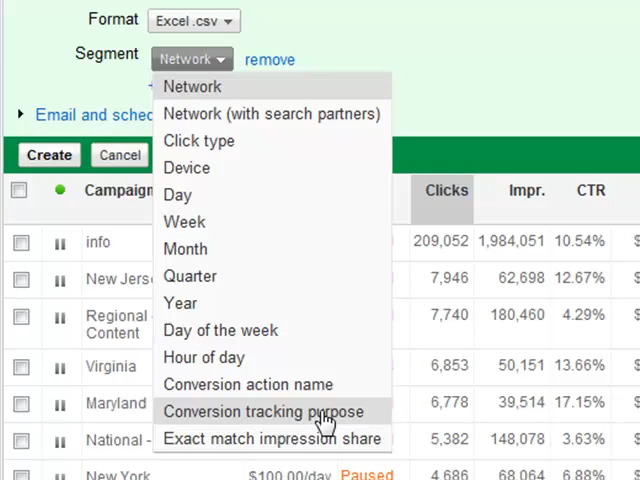 Format Excel .csv
Segment Network remove
Network
Network (with search partners)
Email and sched
Click type
Create Cancel
Device
Campaign Clicks Impr. CTR
Day
Week
Month
info 209,052 1,984,051 10.54%
Quarter
New Jerse 7,946 62,698 12.67%
Year
Regional - 7,740 180,460 4.29%
Content
Day of the week
Hour of day
Virginia 6,853 50,151 13.66%
Conversion action name
Maryland 6,778 39,514 17.15%
Conversion tracking purpose
National - 5,382 148,078 3.63%
Exact match impression share
New York $100.00/day Paused 4,686 68,064 6.88%